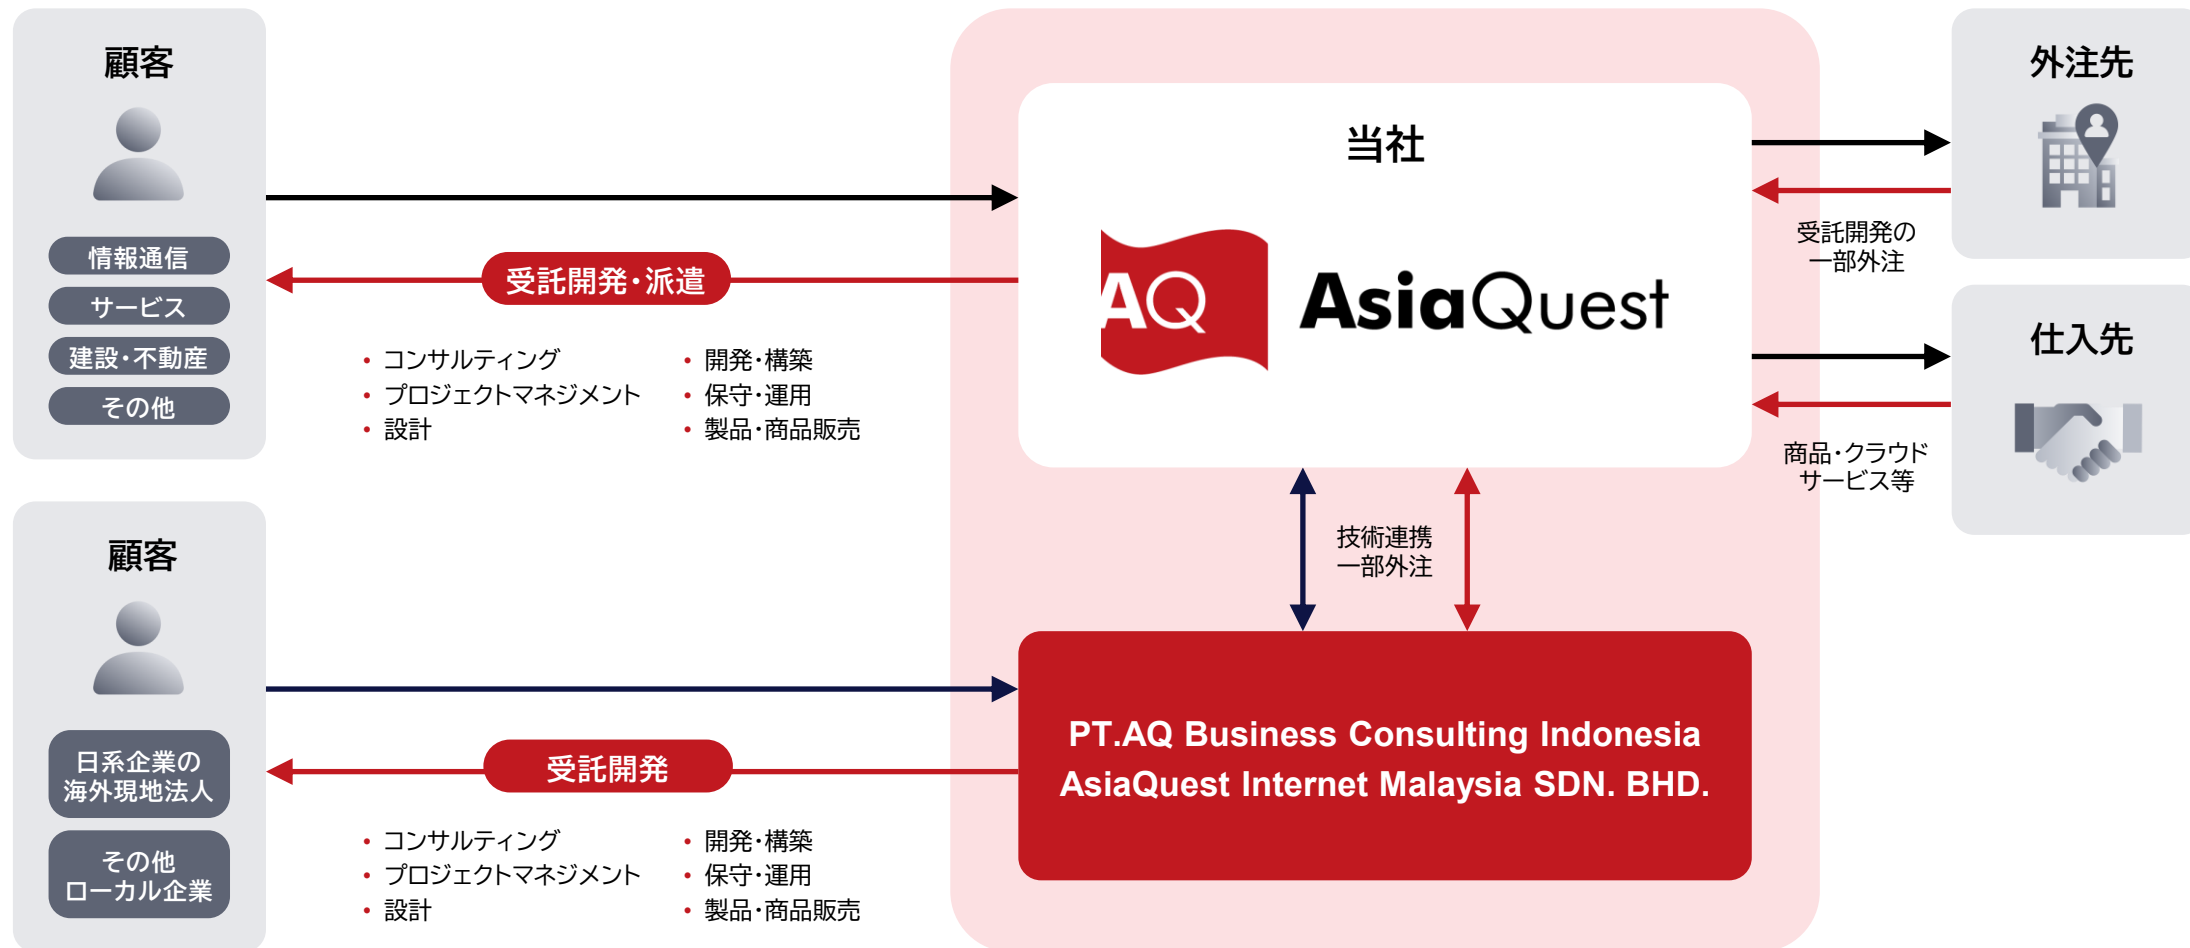 顧客
情報通信
サービス
建設・不動産
その他
受託開発・派遣
• コンサルティング
• プロジェクトマネジメント
• 設計
• 開発・構築
• 保守・運用
• 製品・商品販売
当社
AQ
AsiaQuest
外注先
受託開発の
一部外注
仕入先
商品・クラウド
サービス等
技術連携
一部外注
顧客
日系企業の
海外現地法人
その他
ローカル企業
受託開発
• コンサルティング
• プロジェクトマネジメント
• 設計
• 開発・構築
• 保守・運用
• 製品・商品販売
PT.AQ Business Consulting Indonesia
AsiaQuest Internet Malaysia SDN. BHD.